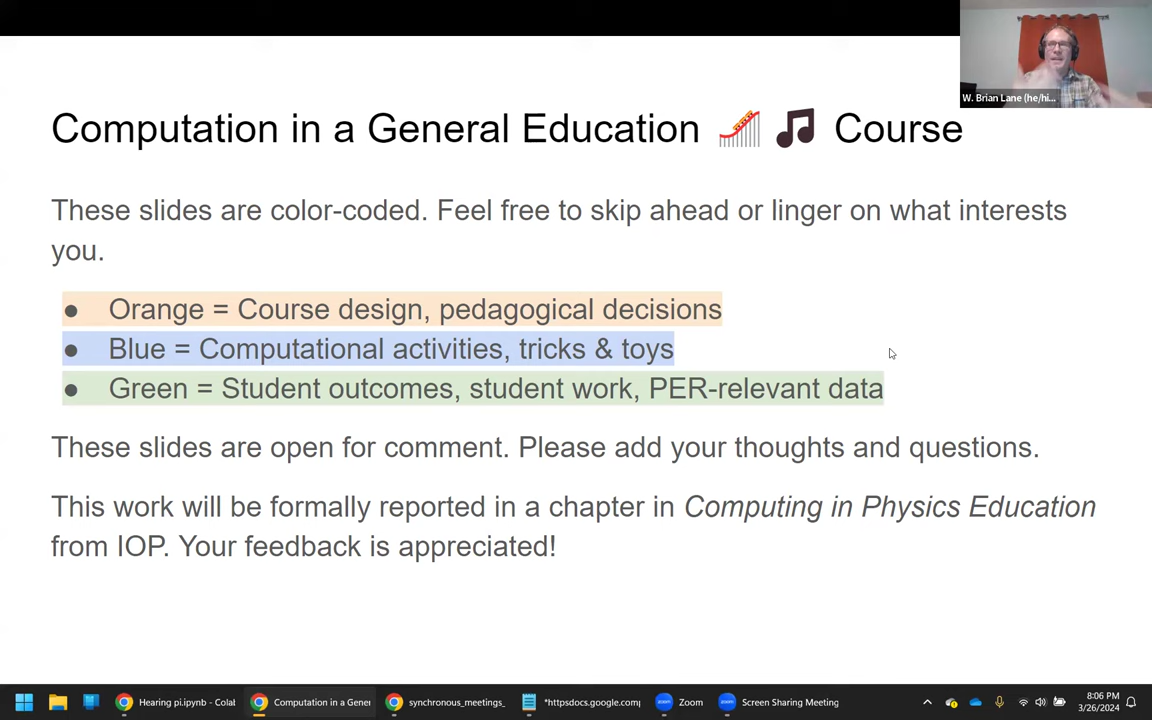 W. Brian Lane (he/hi...
Computation in a General Education 🎢 🎵 Course
These slides are color-coded. Feel free to skip ahead or linger on what interests
you.
● Orange = Course design, pedagogical decisions
● Blue = Computational activities, tricks & toys
● Green = Student outcomes, student work, PER-relevant data
These slides are open for comment. Please add your thoughts and questions.
This work will be formally reported in a chapter in Computing in Physics Education
from IOP. Your feedback is appreciated!
Hearing pi.ipynb - Colab
Computation in a Gener
synchronous_meetings_
*httpsdocs.google.com
Zoom
Screen Sharing Meeting
8:06 PM
3/26/2024